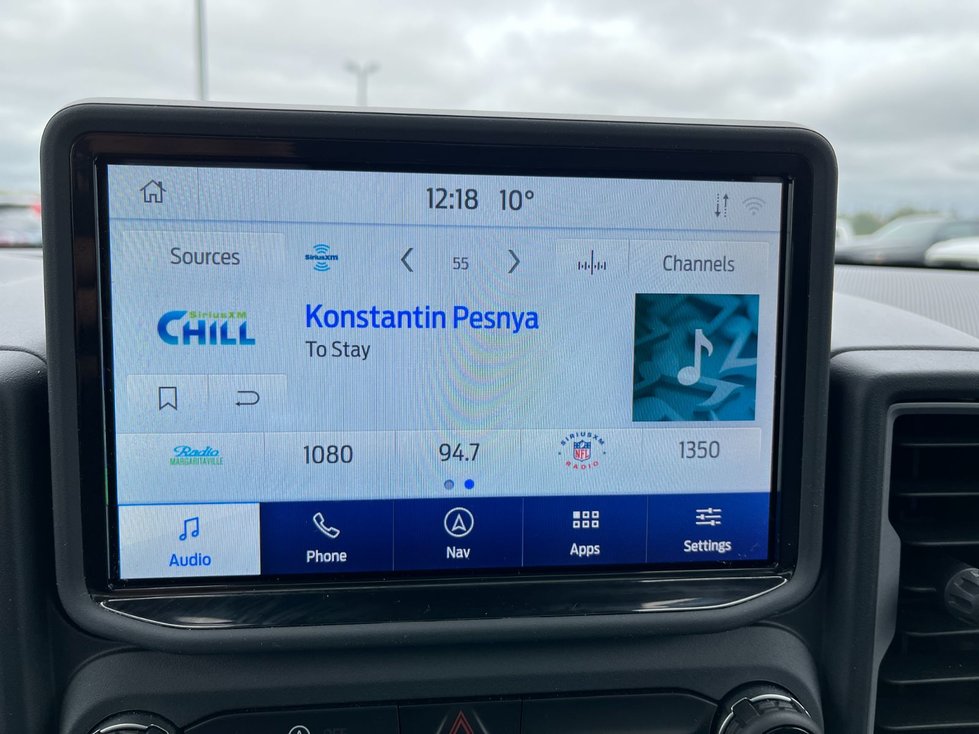 12:18 10°
Sources
SiriusXM
55
Channels
SiriusXM
CHILL
Konstantin Pesnya
To Stay
Radio
MARGARITAVILLE
1080
94.7
SIRIUSXM
NFL
RADIO
1350
Audio
Phone
Nav
Apps
Settings